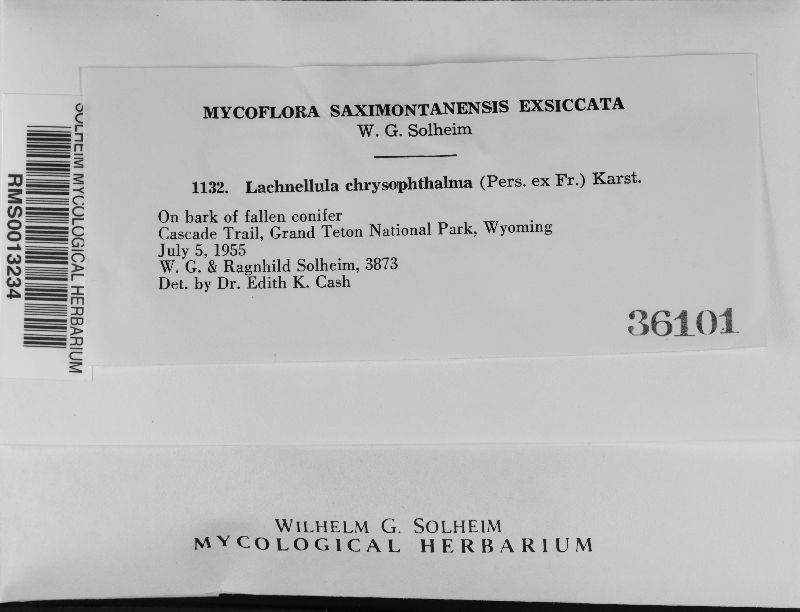 MYCOFLORA SAXIMONTANENSIS EXSICCATA
W. G. Solheim
1132. Lachnellula chrysophthalma (Pers. ex Fr.) Karst.
On bark of fallen conifer
Cascade Trail, Grand Teton National Park, Wyoming
July 5, 1955
W. G. & Ragnhild Solheim, 3873
Det. by Dr. Edith K. Cash
36101
SOLHEIM MYCOLOGICAL HERBARIUM
RMS0013234
WILHELM G. SOLHEIM
MYCOLOGICAL HERBARIUM